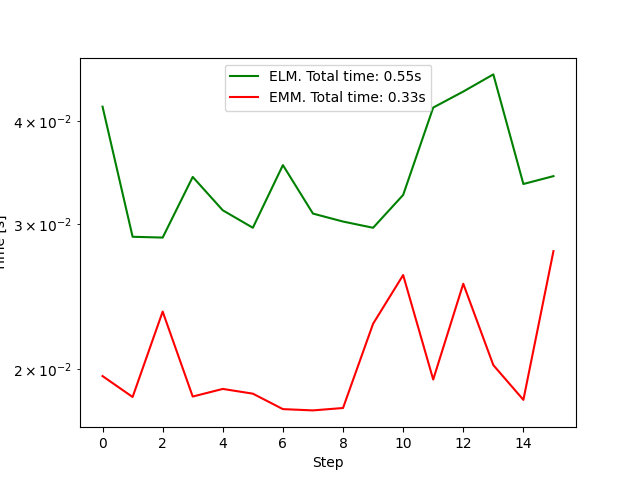 ELM. Total time: 0.55s
EMM. Total time: 0.33s
4 × 10⁻²
3 × 10⁻²
2 × 10⁻²
Time [s]
0 2 4 6 8 10 12 14
Step